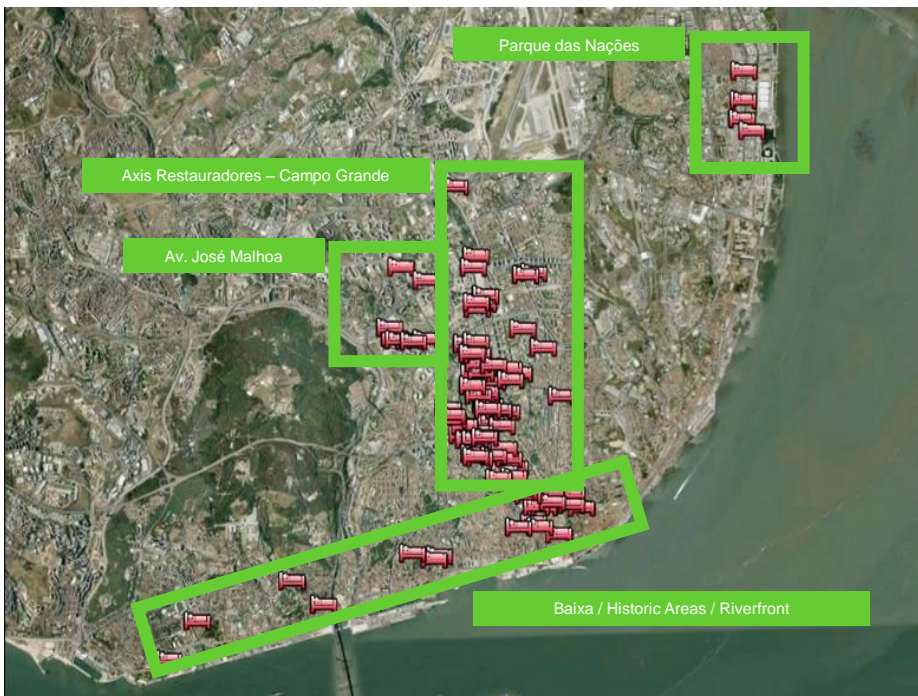 Parque das Nações
Axis Restauradores – Campo Grande
Av. José Malhoa
Baixa / Historic Areas / Riverfront